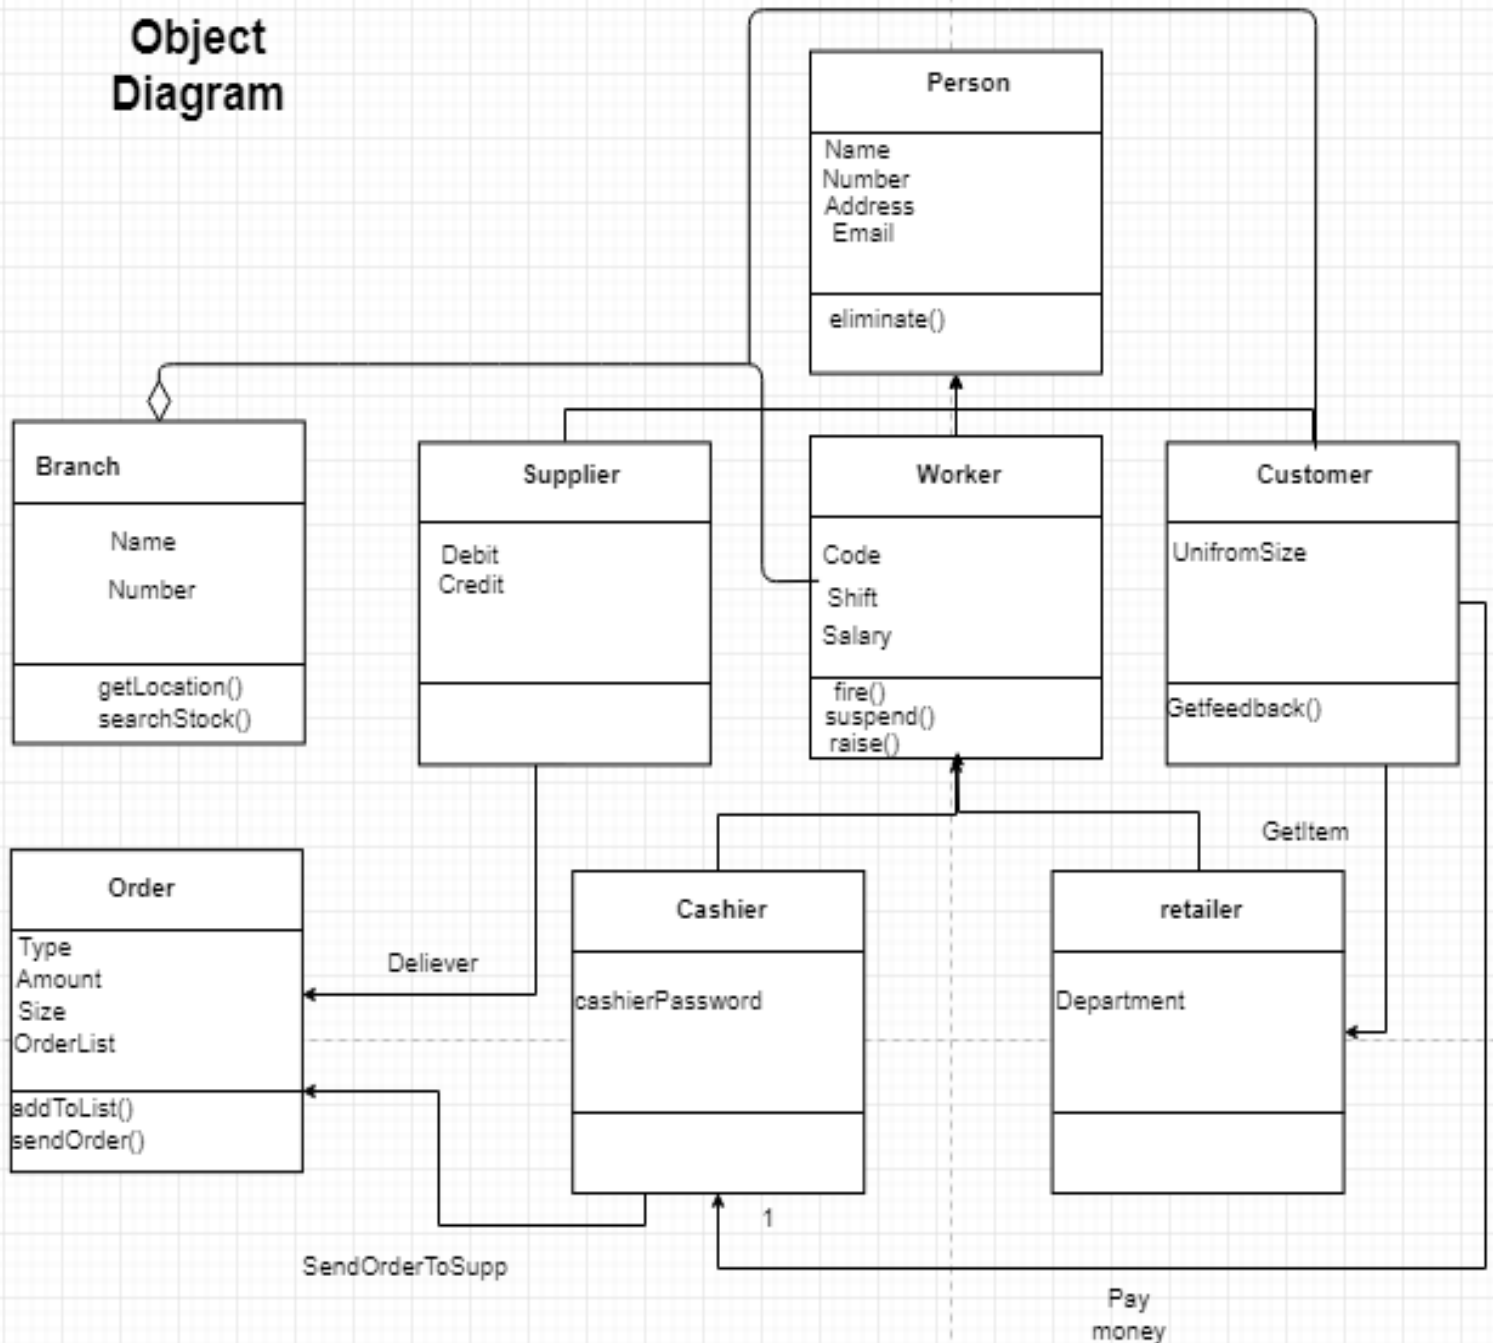 Object
Diagram
Person
Name
Number
Address
Email
eliminate()
Branch
Name
Number
getLocation()
searchStock()
Supplier
Debit
Credit
Worker
Code
Shift
Salary
fire()
suspend()
raise()
Customer
UnifromSize
Getfeedback()
GetItem
Order
Type
Amount
Size
OrderList
addToList()
sendOrder()
Deliever
Cashier
cashierPassword
retailer
Department
1
SendOrderToSupp
Pay
money